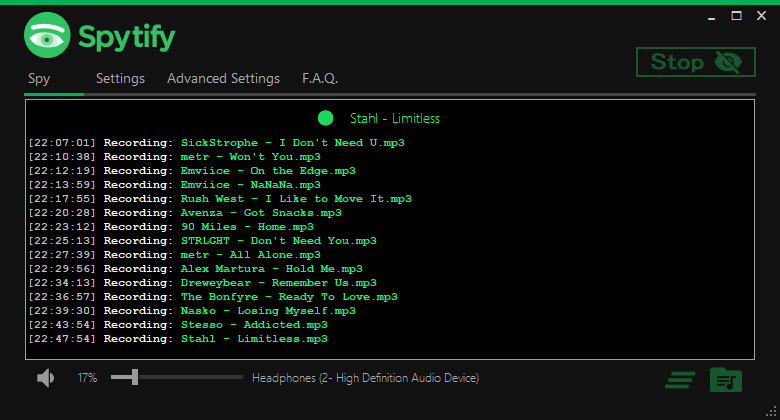 Spytify
Stop
Spy Settings Advanced Settings F.A.Q.
Stahl - Limitless
[22:07:01] Recording: SickStrophe - I Don't Need U.mp3
[22:10:38] Recording: metr - Won't You.mp3
[22:12:19] Recording: Emviice - On the Edge.mp3
[22:13:59] Recording: Emviice - NaNaNa.mp3
[22:17:55] Recording: Rush West - I Like to Move It.mp3
[22:20:28] Recording: Avenza - Got Snacks.mp3
[22:23:12] Recording: 90 Miles - Home.mp3
[22:25:13] Recording: STRLGHT - Don't Need You.mp3
[22:27:39] Recording: metr - All Alone.mp3
[22:29:56] Recording: Alex Martura - Hold Me.mp3
[22:34:13] Recording: Dreweybear - Remember Us.mp3
[22:36:57] Recording: The Bonfyre - Ready To Love.mp3
[22:39:30] Recording: Nasko - Losing Myself.mp3
[22:43:54] Recording: Stesso - Addicted.mp3
[22:47:54] Recording: Stahl - Limitless.mp3
17% Headphones (2- High Definition Audio Device)